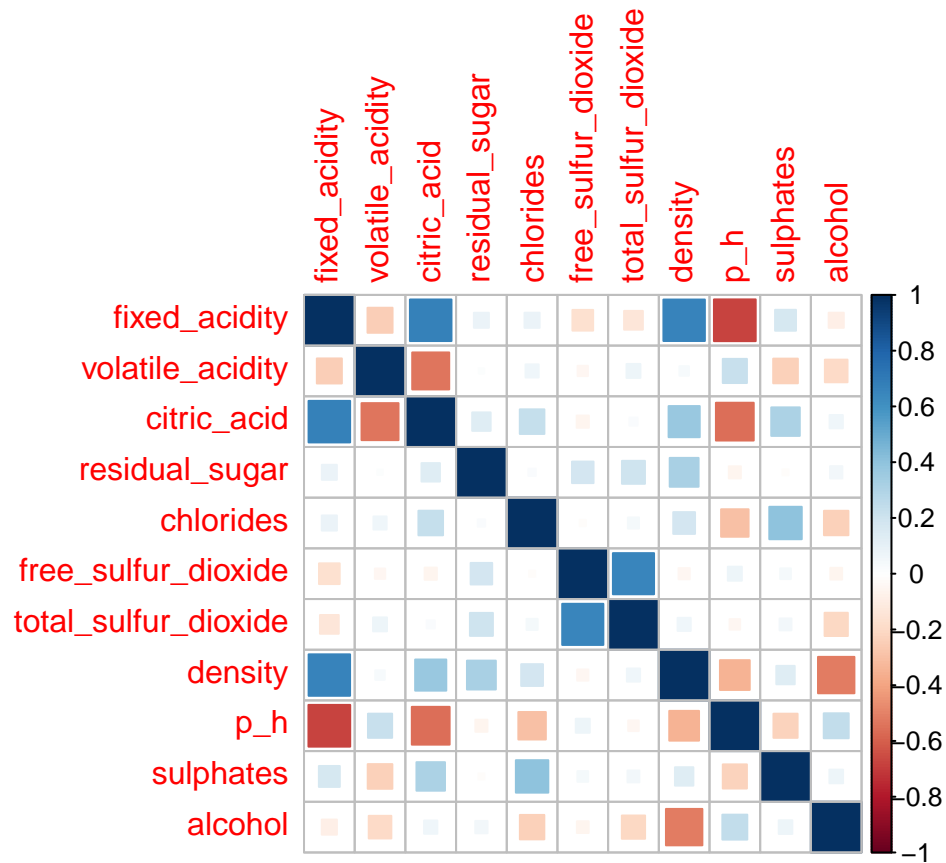 fixed_acidity
volatile_acidity
citric_acid
residual_sugar
chlorides
free_sulfur_dioxide
total_sulfur_dioxide
density
p_h
sulphates
alcohol
fixed_acidity
volatile_acidity
citric_acid
residual_sugar
chlorides
free_sulfur_dioxide
total_sulfur_dioxide
density
p_h
sulphates
alcohol
1
0.8
0.6
0.4
0.2
0
−0.2
−0.4
−0.6
−0.8
−1